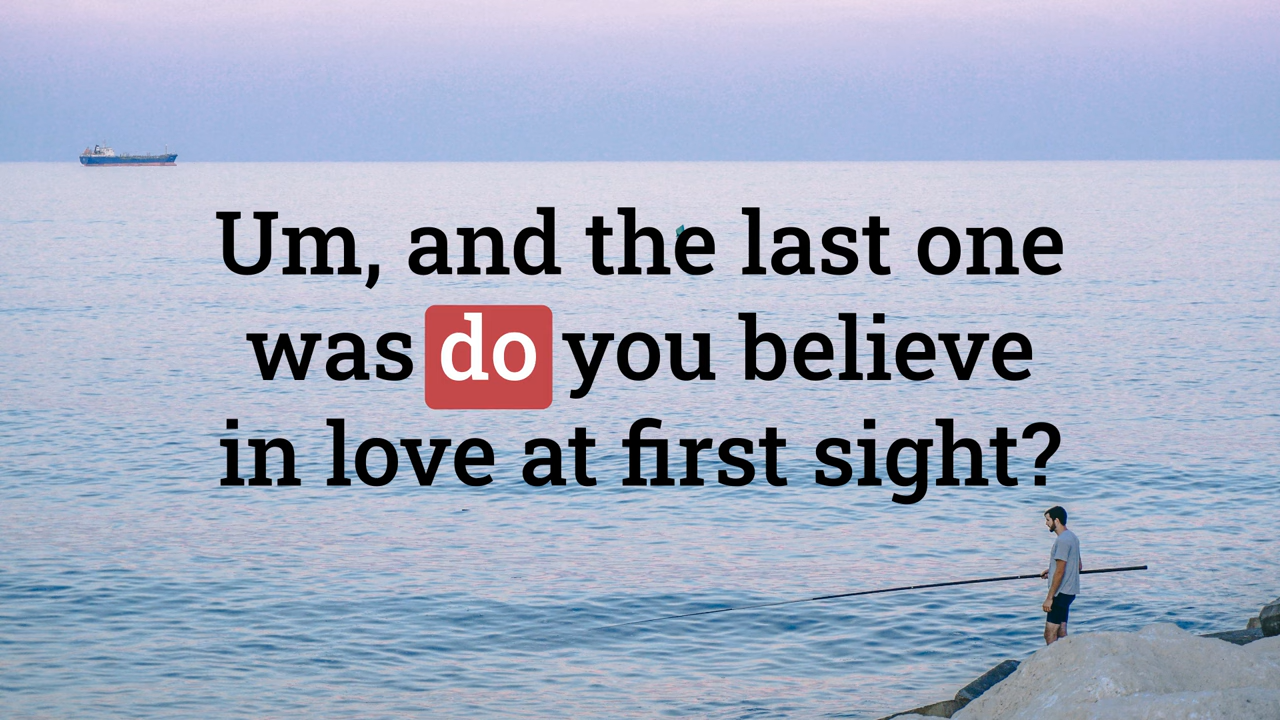 Um, and the last one
was do you believe
in love at first sight?